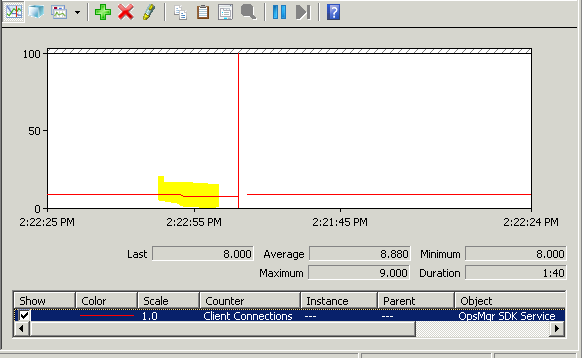 100
50
0
2:22:25 PM 2:22:55 PM 2:21:45 PM 2:22:24 PM
Last 8.000 Average 8.880 Minimum 8.000
Maximum 9.000 Duration 1:40
Show Color Scale Counter Instance Parent Object
1.0 Client Connections --- --- OpsMgr SDK Service